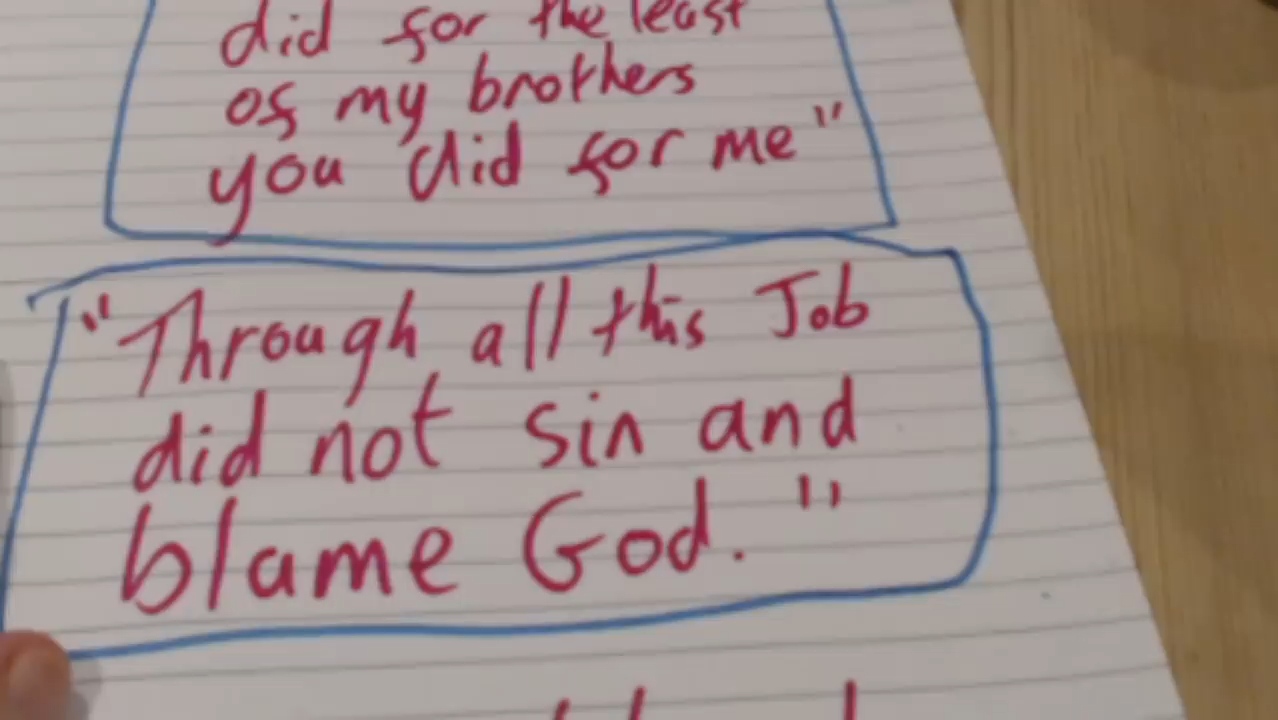 did for the least
of my brothers
you did for me"
"Through all this Job
did not sin and
blame God."